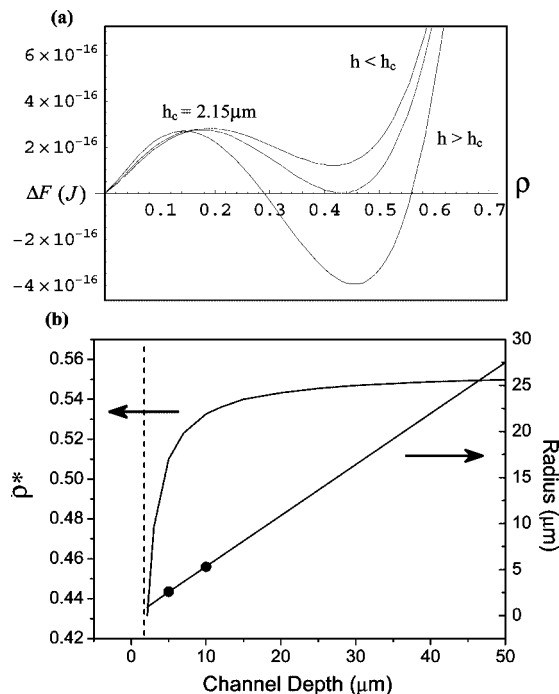 (a)
6 × 10⁻¹⁶
4 × 10⁻¹⁶
2 × 10⁻¹⁶
ΔF (J)
−2 × 10⁻¹⁶
−4 × 10⁻¹⁶
h < h_c
h_c = 2.15μm
h > h_c
0.1 0.2 0.3 0.4 0.5 0.6 0.7
ρ
(b)
0.56
0.54
0.52
0.50
0.48
0.46
0.44
0.42
ρ*
30
25
20
15
10
5
0
Radius (μm)
0 10 20 30 40 50
Channel Depth (μm)